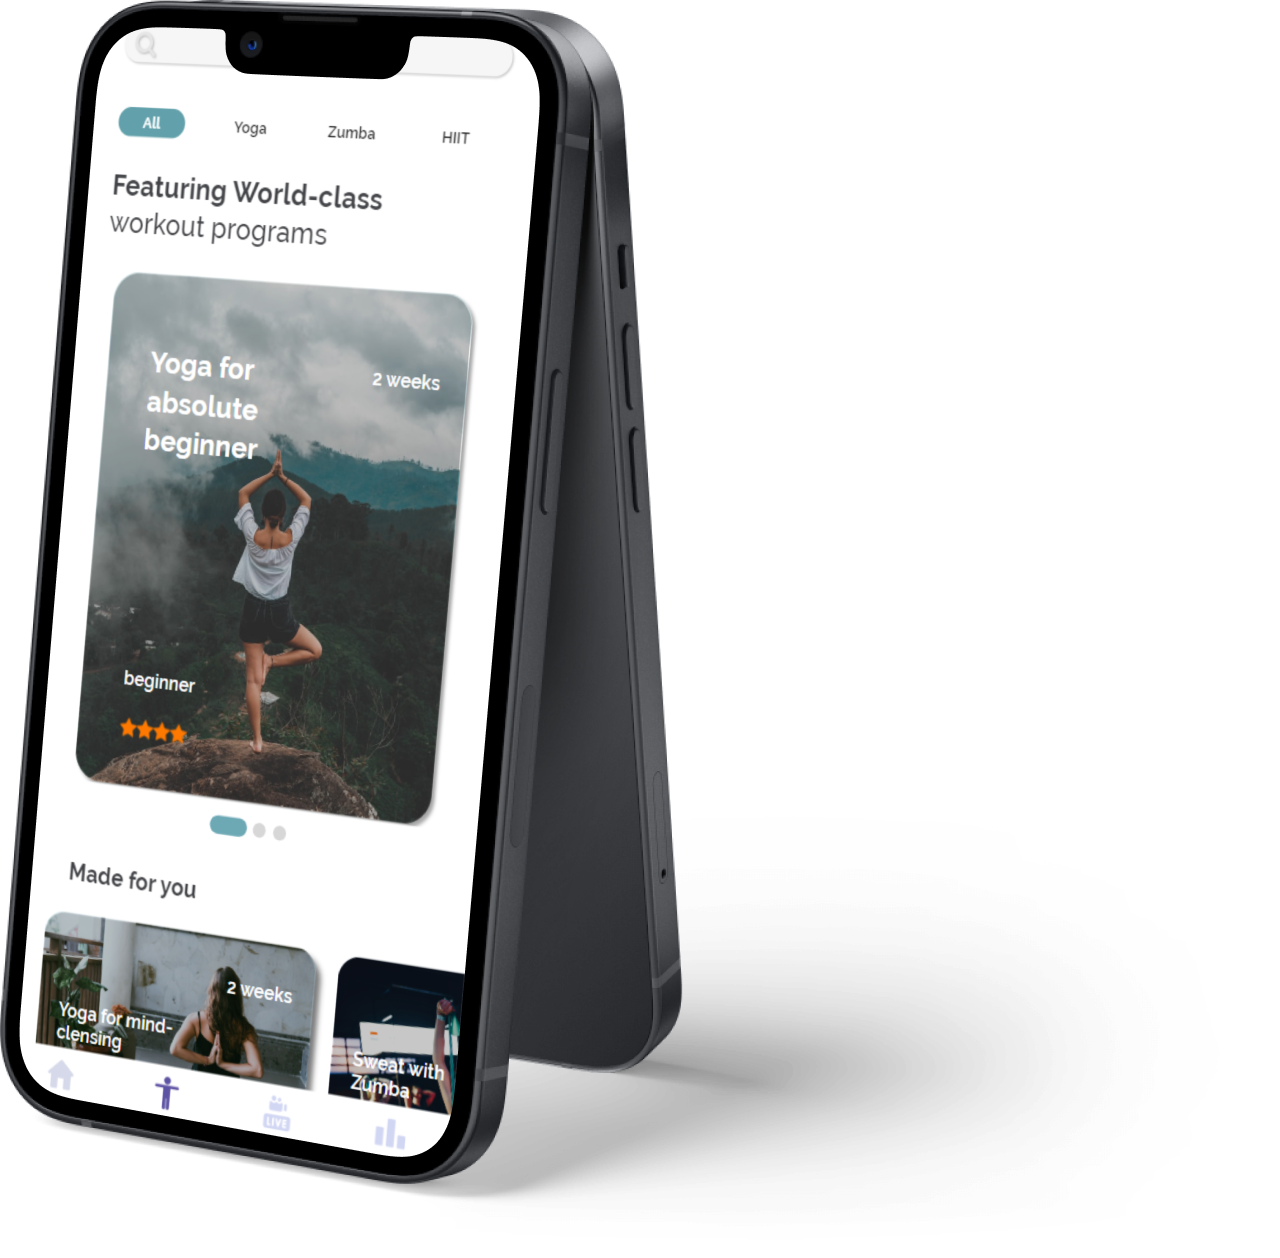 All
Yoga
Zumba
HIIT
Featuring World-class
workout programs
Yoga for
absolute
beginner
2 weeks
beginner
Made for you
2 weeks
Yoga for mind-
clensing
Sweat with
Zumba
LIVE